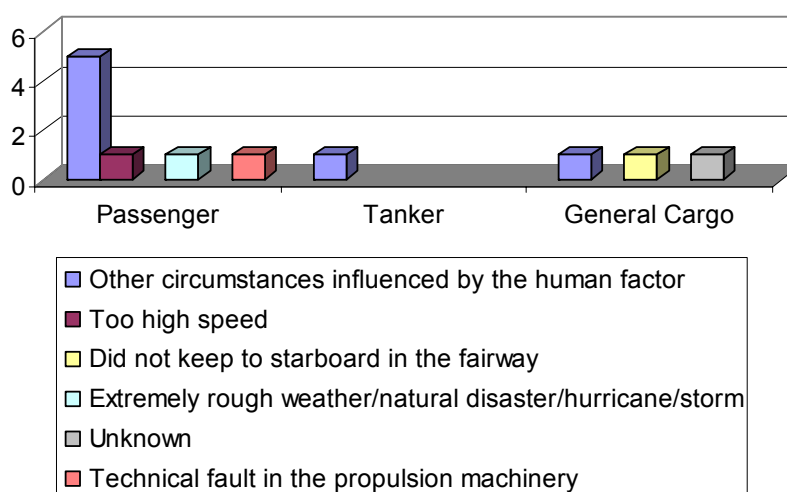 6
4
2
0
Passenger Tanker General Cargo
Other circumstances influenced by the human factor
Too high speed
Did not keep to starboard in the fairway
Extremely rough weather/natural disaster/hurricane/storm
Unknown
Technical fault in the propulsion machinery